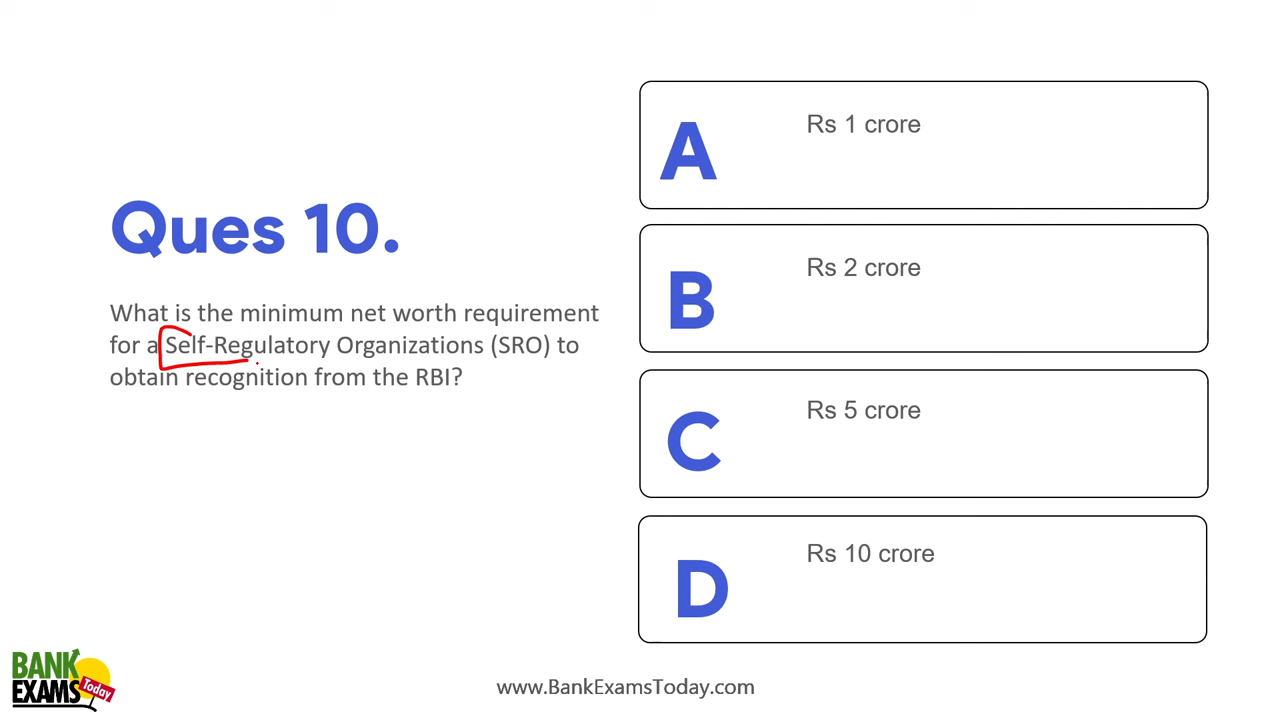 Ques 10.
What is the minimum net worth requirement
for a Self-Regulatory Organizations (SRO) to
obtain recognition from the RBI?
A
Rs 1 crore
B
Rs 2 crore
C
Rs 5 crore
D
Rs 10 crore
BANK
EXAMS
Today
www.BankExamsToday.com